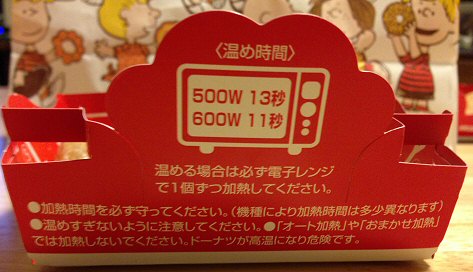 〈温め時間〉
500W 13秒
600W 11秒
温める場合は必ず電子レンジ
で1個ずつ加熱してください。
●加熱時間を必ず守ってください。(機種により加熱時間は多少異なります)
●温めすぎないように注意してください。●「オート加熱」や「おまかせ加熱」
では加熱しないでください。ドーナツが高温になり危険です。